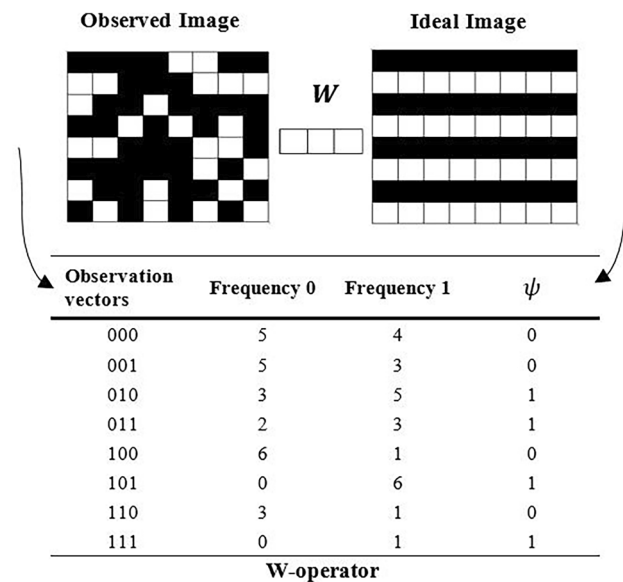 Observed Image
Ideal Image
W
Observation vectors Frequency 0 Frequency 1 ψ
000 5 4 0
001 5 3 0
010 3 5 1
011 2 3 1
100 6 1 0
101 0 6 1
110 3 1 0
111 0 1 1
W-operator